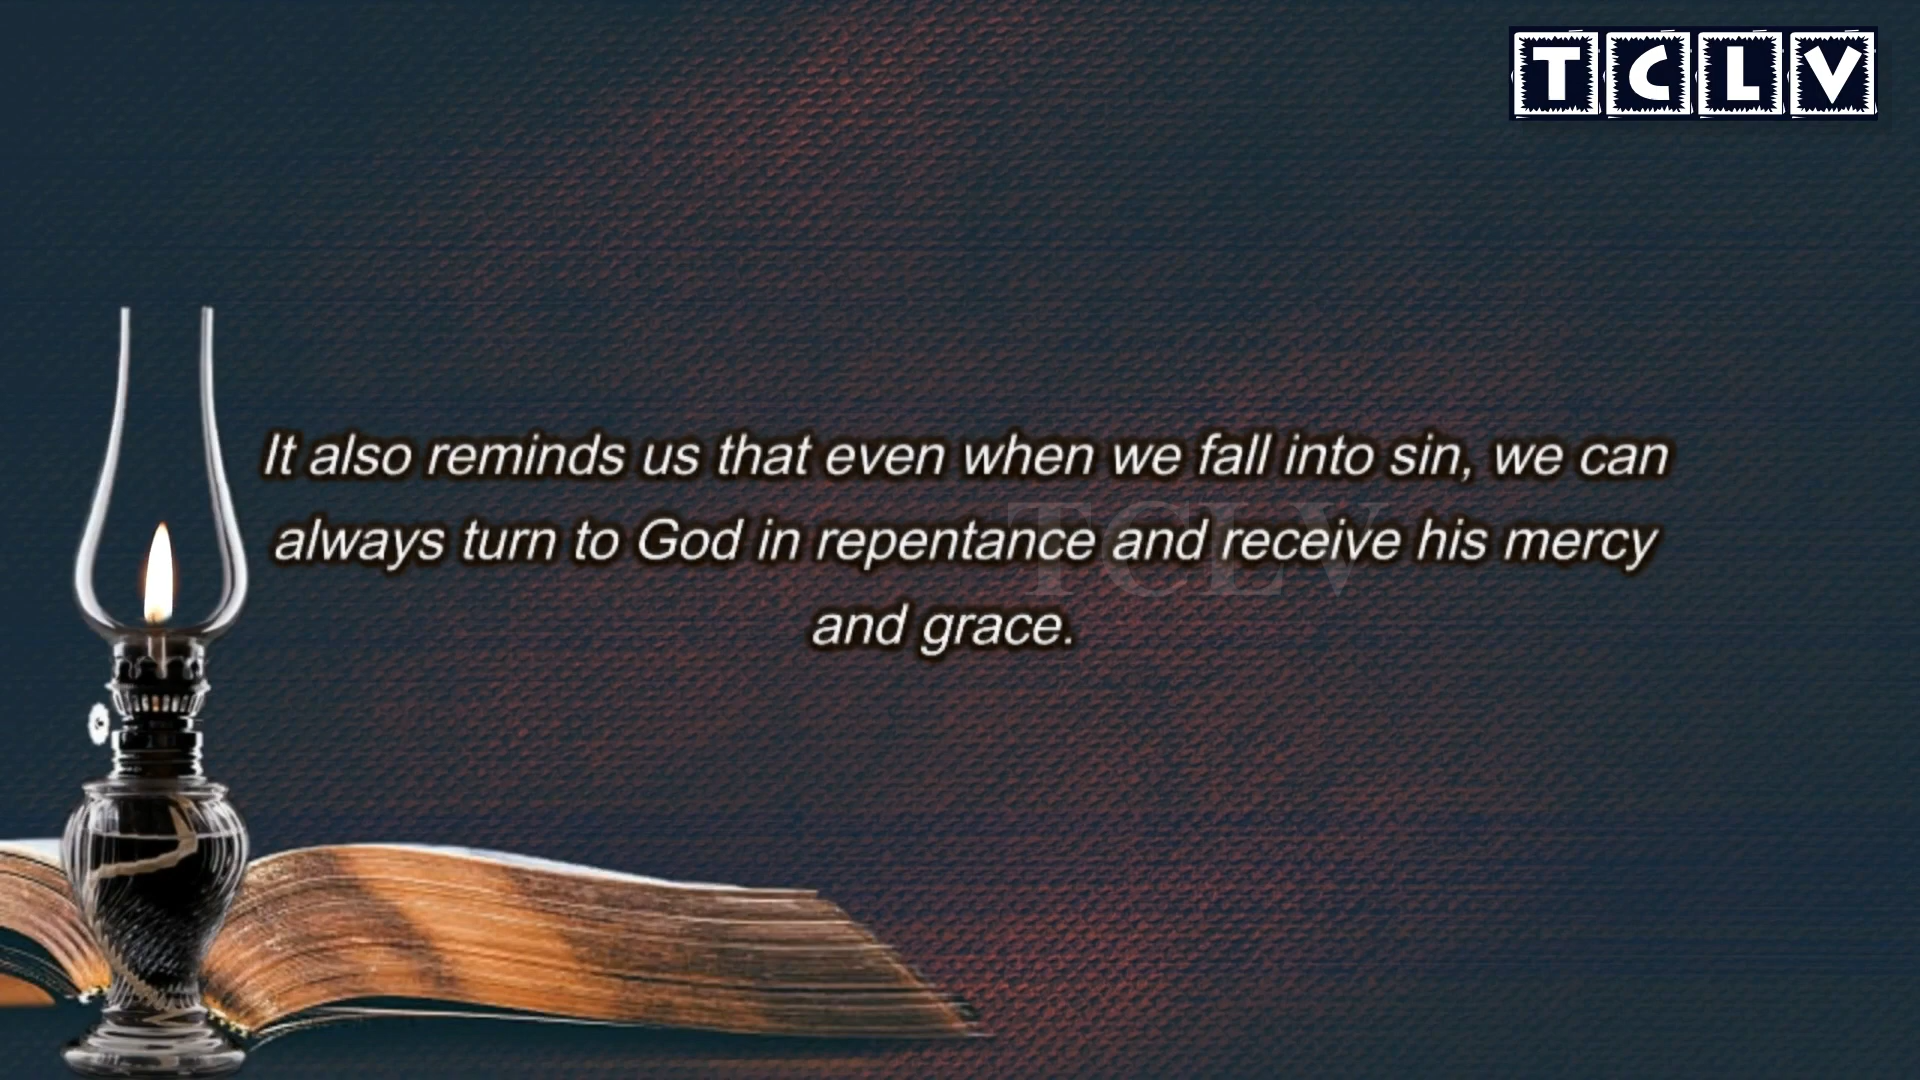 TCLV
It also reminds us that even when we fall into sin, we can
always turn to God in repentance and receive his mercy
and grace.
TCLV